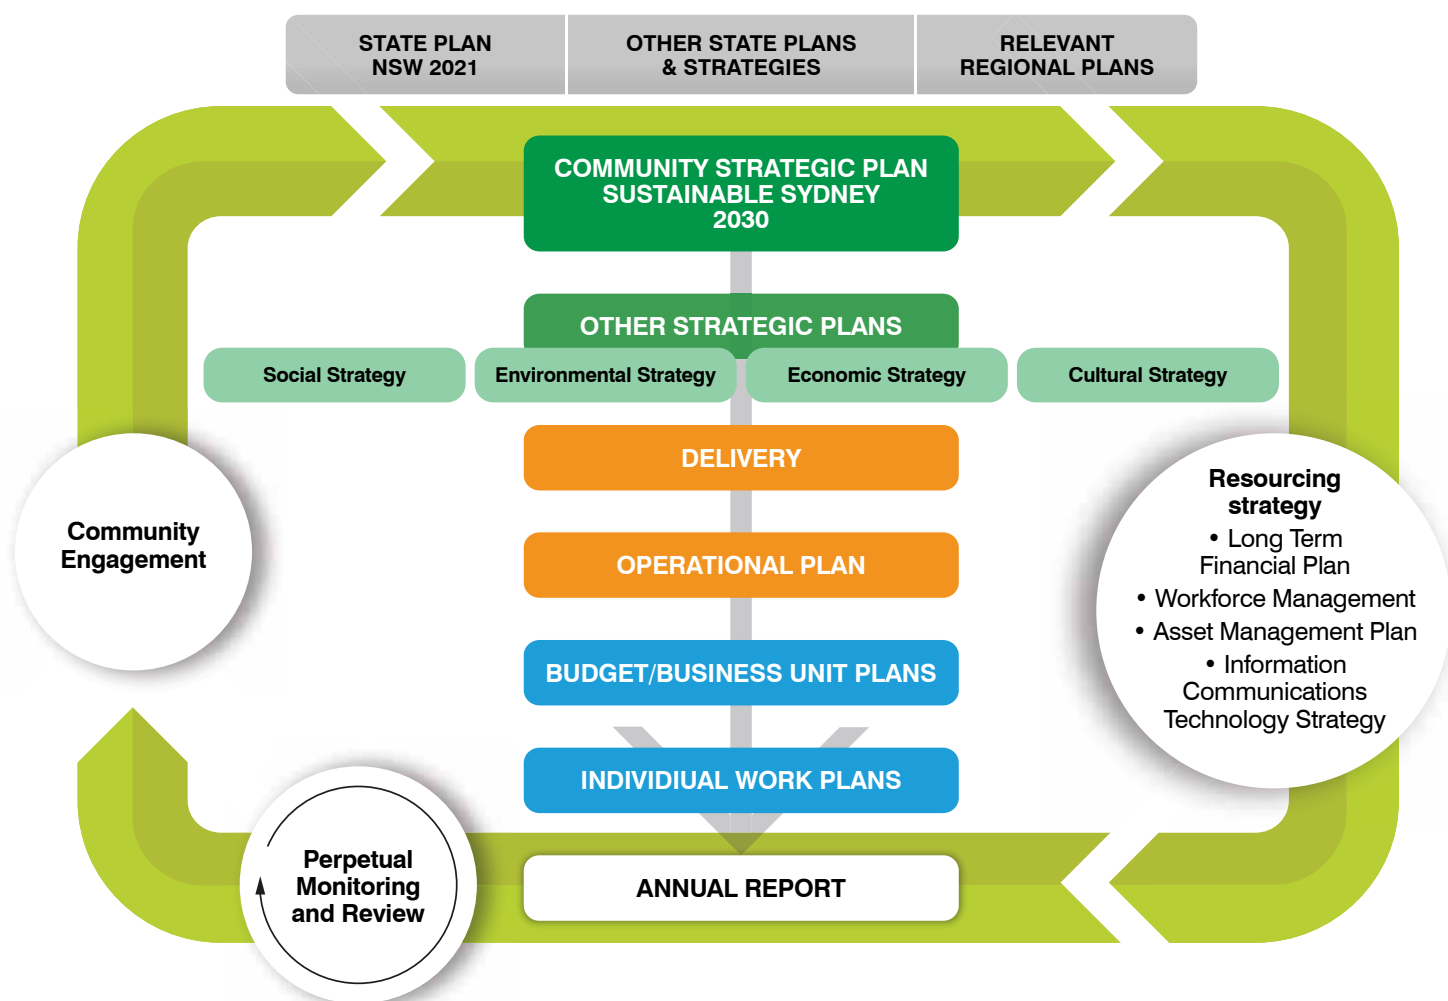 STATE PLAN
NSW 2021
OTHER STATE PLANS
& STRATEGIES
RELEVANT
REGIONAL PLANS
COMMUNITY STRATEGIC PLAN
SUSTAINABLE SYDNEY
2030
OTHER STRATEGIC PLANS
Social Strategy
Environmental Strategy
Economic Strategy
Cultural Strategy
DELIVERY
OPERATIONAL PLAN
BUDGET/BUSINESS UNIT PLANS
INDIVIDIUAL WORK PLANS
ANNUAL REPORT
Community
Engagement
Resourcing
strategy
• Long Term
Financial Plan
• Workforce Management
• Asset Management Plan
• Information
Communications
Technology Strategy
Perpetual
Monitoring
and Review